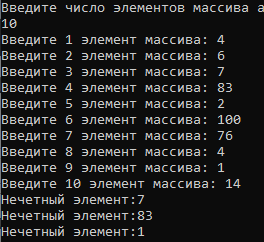 Введите число элементов массива а
10
Введите 1 элемент массива: 4
Введите 2 элемент массива: 6
Введите 3 элемент массива: 7
Введите 4 элемент массива: 83
Введите 5 элемент массива: 2
Введите 6 элемент массива: 100
Введите 7 элемент массива: 76
Введите 8 элемент массива: 4
Введите 9 элемент массива: 1
Введите 10 элемент массива: 14
Нечетный элемент:7
Нечетный элемент:83
Нечетный элемент:1